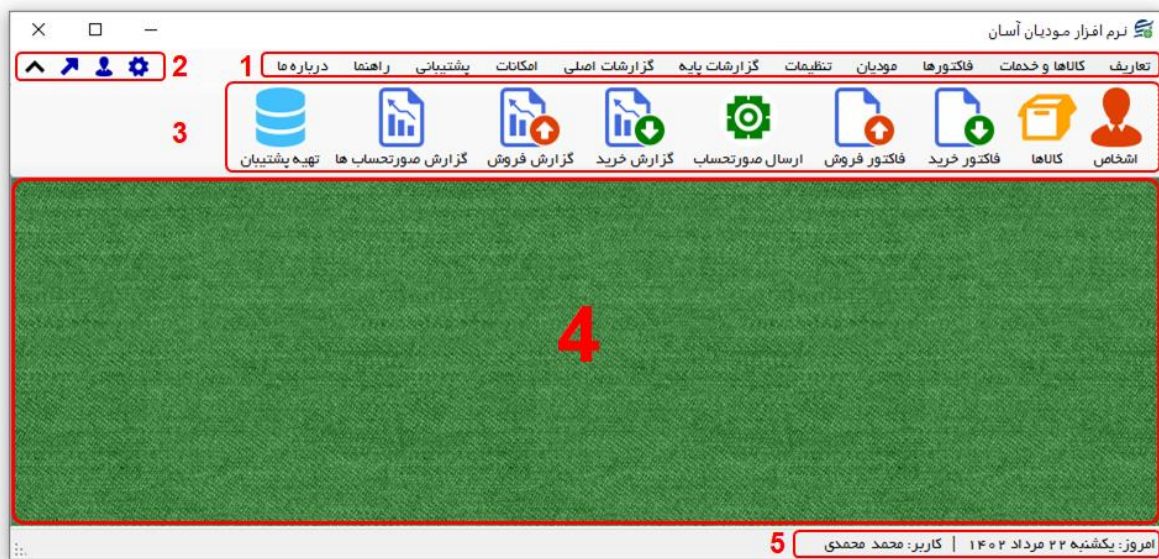 نرم افزار مودیان آسان
تعاریف کالاها و خدمات فاکتورها مودیان تنظیمات گزارشات پایه گزارشات اصلی امکانات پشتیبانی راهنما درباره ما 1 2
اشخاص کالاها فاکتور خرید فاکتور فروش ارسال صورتحساب گزارش خرید گزارش فروش گزارش صورتحساب ها تهیه پشتیبان
3
4
امروز: یکشنبه ۲۲ مرداد ۱۴۰۲ | کاربر: محمد محمدی 5